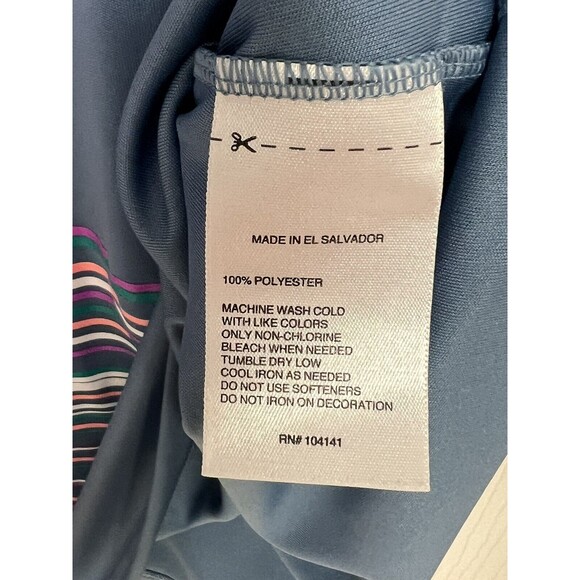 MADE IN EL SALVADOR
100% POLYESTER
MACHINE WASH COLD
WITH LIKE COLORS
ONLY NON-CHLORINE
BLEACH WHEN NEEDED
TUMBLE DRY LOW
COOL IRON AS NEEDED
DO NOT USE SOFTENERS
DO NOT IRON ON DECORATION
RN# 104141